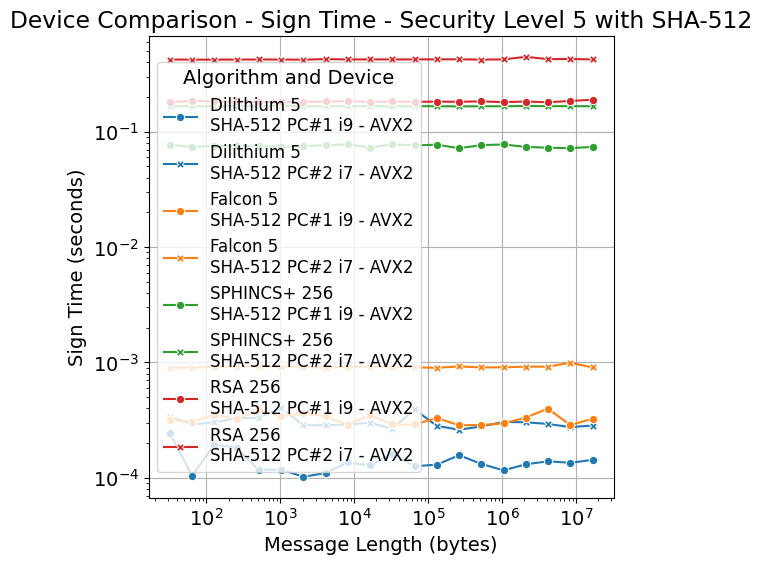 Device Comparison - Sign Time - Security Level 5 with SHA-512
Sign Time (seconds)
10⁻¹
10⁻²
10⁻³
10⁻⁴
Algorithm and Device
Dilithium 5
SHA-512 PC#1 i9 - AVX2
Dilithium 5
SHA-512 PC#2 i7 - AVX2
Falcon 5
SHA-512 PC#1 i9 - AVX2
Falcon 5
SHA-512 PC#2 i7 - AVX2
SPHINCS+ 256
SHA-512 PC#1 i9 - AVX2
SPHINCS+ 256
SHA-512 PC#2 i7 - AVX2
RSA 256
SHA-512 PC#1 i9 - AVX2
RSA 256
SHA-512 PC#2 i7 - AVX2
10² 10³ 10⁴ 10⁵ 10⁶ 10⁷
Message Length (bytes)